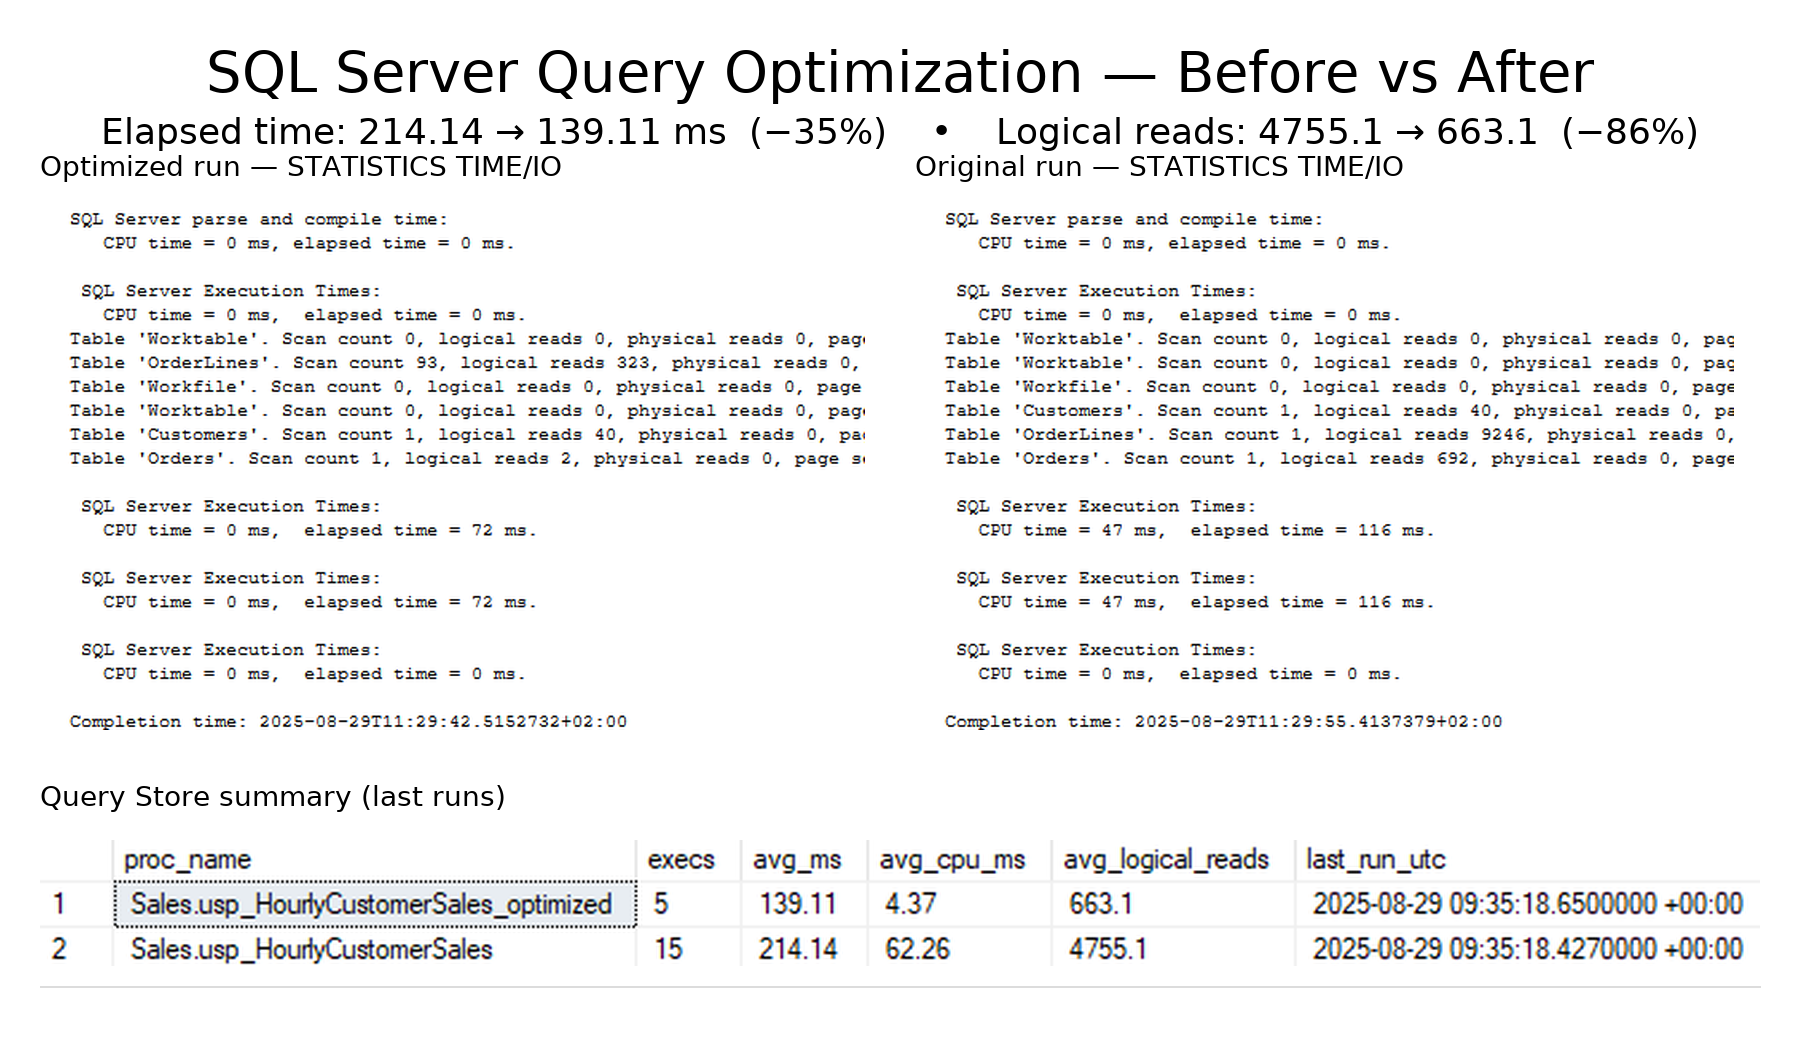 SQL Server Query Optimization — Before vs After
Elapsed time: 214.14 → 139.11 ms (−35%) • Logical reads: 4755.1 → 663.1 (−86%)
Optimized run — STATISTICS TIME/IO
SQL Server parse and compile time:
CPU time = 0 ms, elapsed time = 0 ms.
SQL Server Execution Times:
CPU time = 0 ms, elapsed time = 0 ms.
Table 'Worktable'. Scan count 0, logical reads 0, physical reads 0, page
Table 'OrderLines'. Scan count 93, logical reads 323, physical reads 0,
Table 'Workfile'. Scan count 0, logical reads 0, physical reads 0, page
Table 'Worktable'. Scan count 0, logical reads 0, physical reads 0, page
Table 'Customers'. Scan count 1, logical reads 40, physical reads 0, pa
Table 'Orders'. Scan count 1, logical reads 2, physical reads 0, page s
SQL Server Execution Times:
CPU time = 0 ms, elapsed time = 72 ms.
SQL Server Execution Times:
CPU time = 0 ms, elapsed time = 72 ms.
SQL Server Execution Times:
CPU time = 0 ms, elapsed time = 0 ms.
Completion time: 2025-08-29T11:29:42.5152732+02:00
Original run — STATISTICS TIME/IO
SQL Server parse and compile time:
CPU time = 0 ms, elapsed time = 0 ms.
SQL Server Execution Times:
CPU time = 0 ms, elapsed time = 0 ms.
Table 'Worktable'. Scan count 0, logical reads 0, physical reads 0, pag
Table 'Worktable'. Scan count 0, logical reads 0, physical reads 0, pag
Table 'Workfile'. Scan count 0, logical reads 0, physical reads 0, page
Table 'Customers'. Scan count 1, logical reads 40, physical reads 0, pa
Table 'OrderLines'. Scan count 1, logical reads 9246, physical reads 0,
Table 'Orders'. Scan count 1, logical reads 692, physical reads 0, page
SQL Server Execution Times:
CPU time = 47 ms, elapsed time = 116 ms.
SQL Server Execution Times:
CPU time = 47 ms, elapsed time = 116 ms.
SQL Server Execution Times:
CPU time = 0 ms, elapsed time = 0 ms.
Completion time: 2025-08-29T11:29:55.4137379+02:00
Query Store summary (last runs)
proc_name execs avg_ms avg_cpu_ms avg_logical_reads last_run_utc
1 Sales.usp_HourlyCustomerSales_optimized 5 139.11 4.37 663.1 2025-08-29 09:35:18.6500000 +00:00
2 Sales.usp_HourlyCustomerSales 15 214.14 62.26 4755.1 2025-08-29 09:35:18.4270000 +00:00